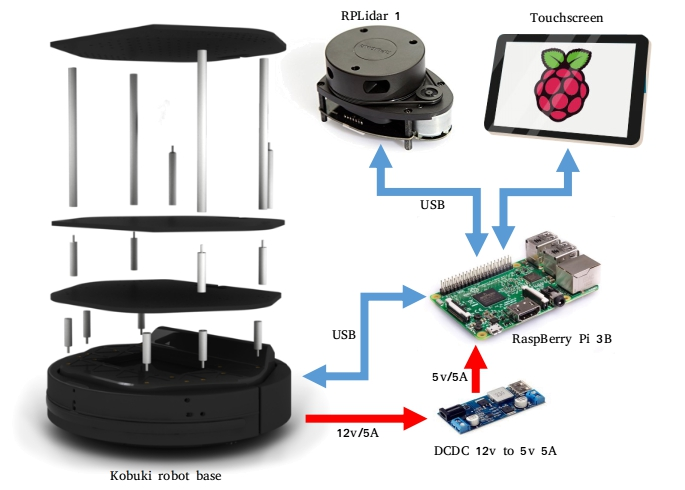 RPLidar 1
Touchscreen
USB
USB
RaspBerry Pi 3B
5v/5A
12v/5A
DCDC 12v to 5v 5A
Kobuki robot base